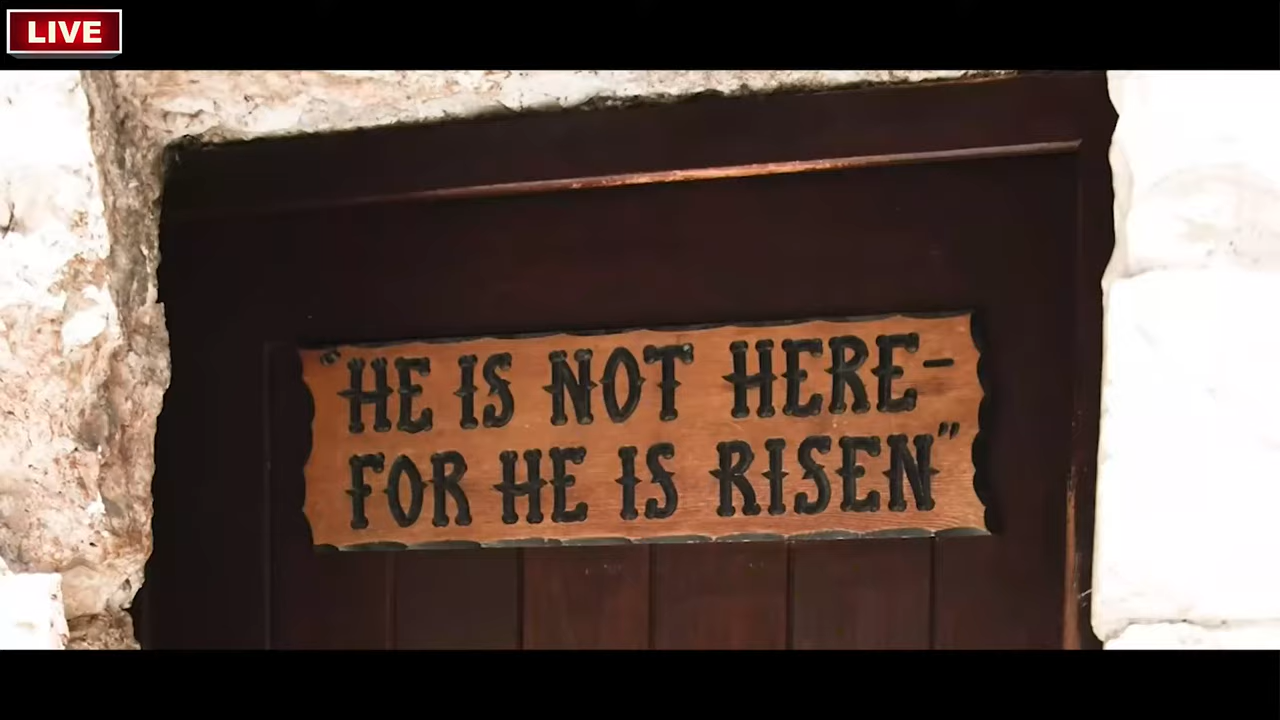 LIVE
"HE IS NOT HERE-
FOR HE IS RISEN"